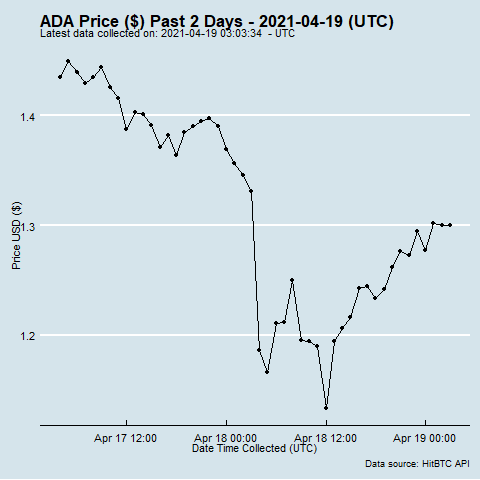 ADA Price ($) Past 2 Days - 2021-04-19 (UTC)
Latest data collected on: 2021-04-19 03:03:34 - UTC
1.4
1.3
1.2
Price USD ($)
Apr 17 12:00
Apr 18 00:00
Apr 18 12:00
Apr 19 00:00
Date Time Collected (UTC)
Data source: HitBTC API